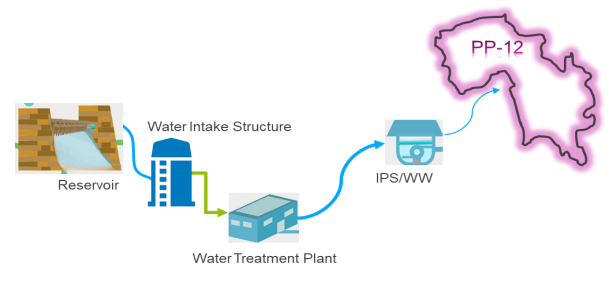 PP-12
Water Intake Structure
Reservoir
IPS/WW
Water Treatment Plant